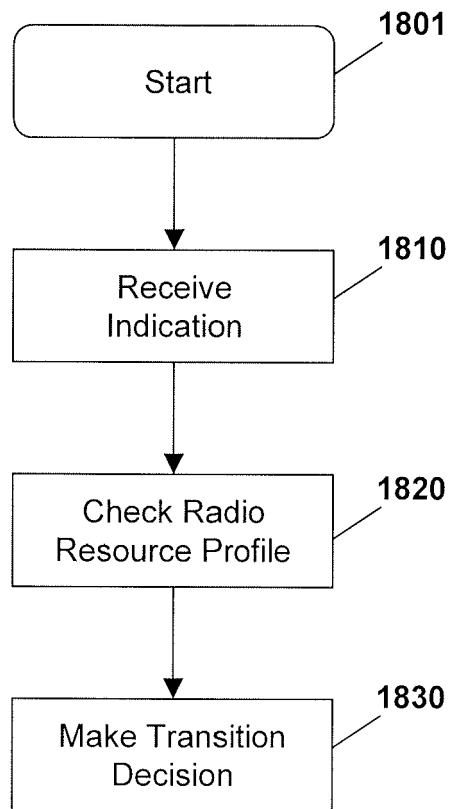 1801
Start
1810
Receive
Indication
1820
Check Radio
Resource Profile
1830
Make Transition
Decision